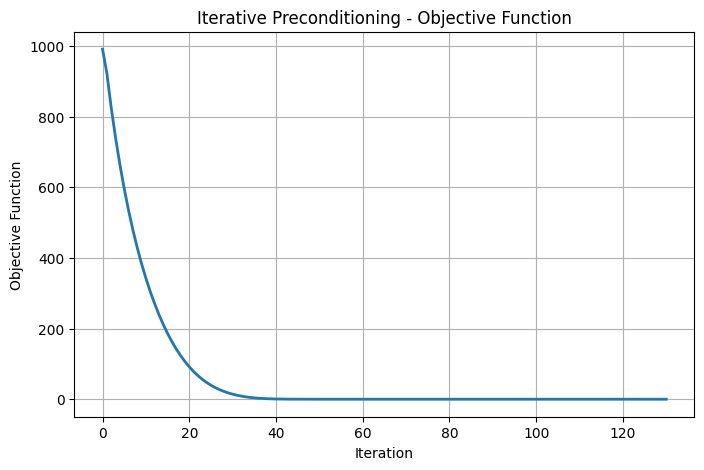 Iterative Preconditioning - Objective Function
1000
800
600
400
200
0
Objective Function
0 20 40 60 80 100 120
Iteration